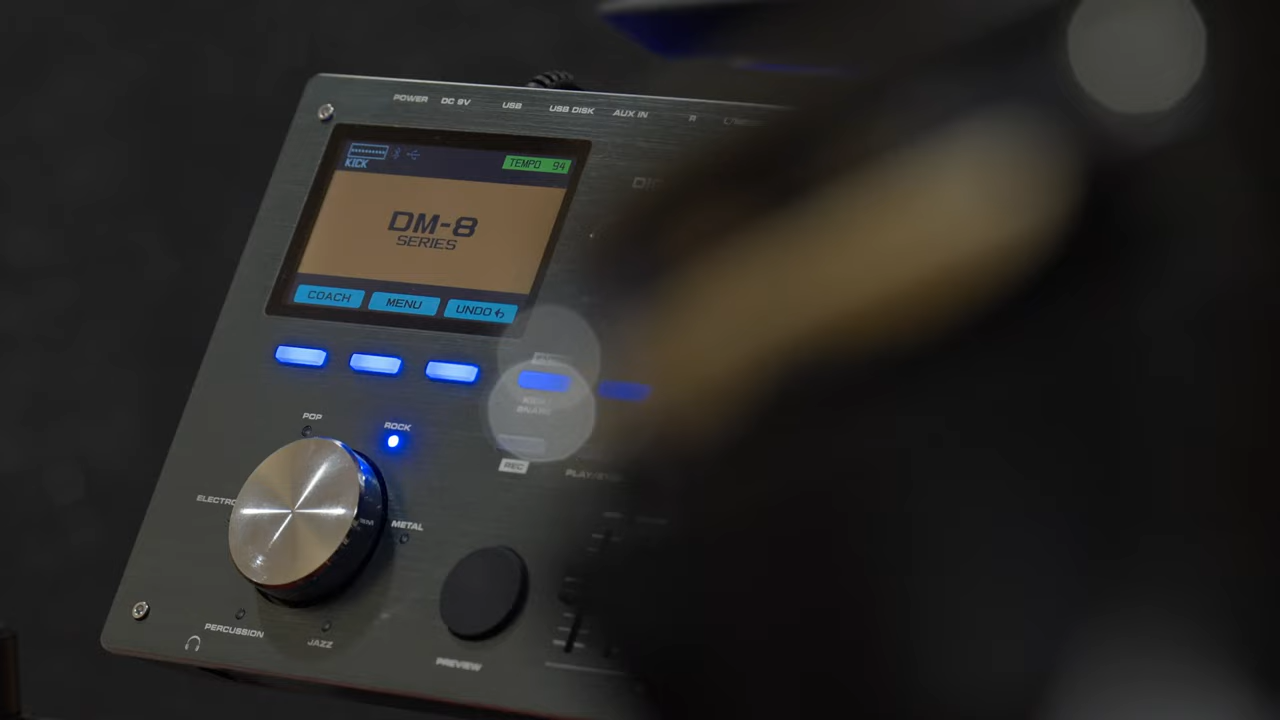 POWER DC 9V USB USB DISK AUX IN R
KICK
TEMPO 94
DM-8
SERIES
COACH MENU UNDO
POP
ROCK
ELECTRO
METAL
REC
PERCUSSION
JAZZ
PREVIEW